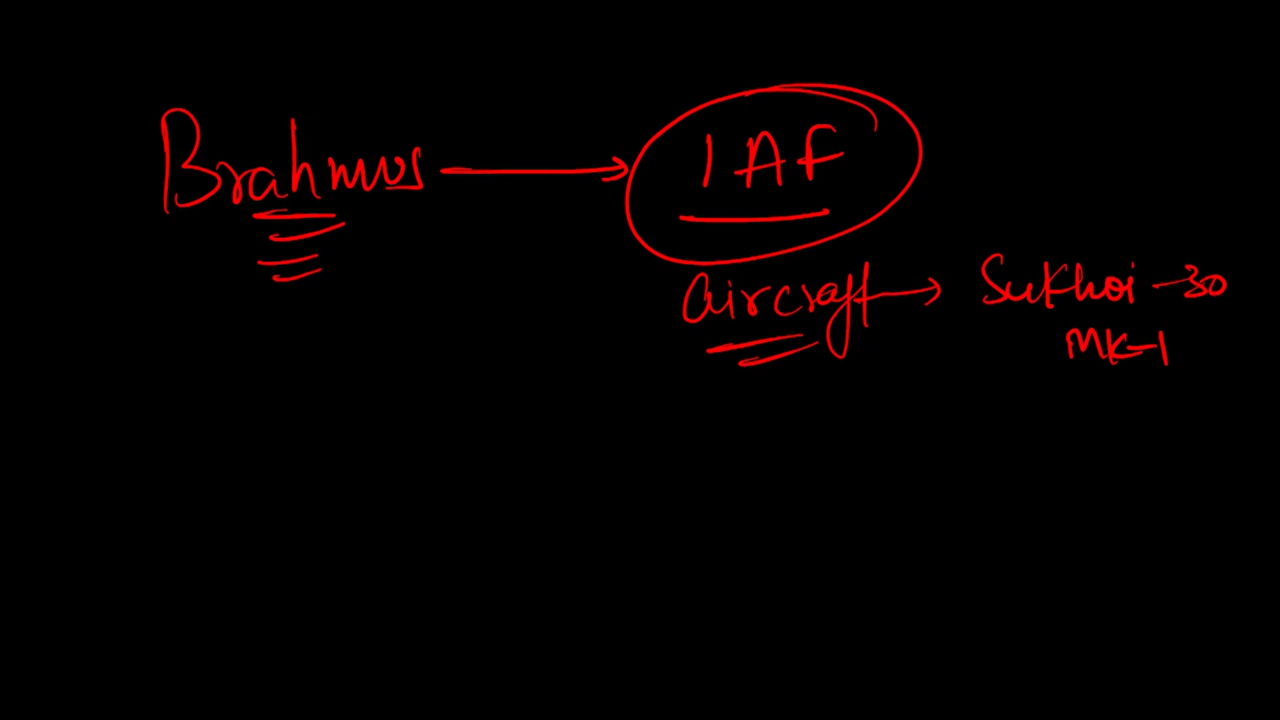 Brahmos → IAF
aircraft → Sukhoi - 30
MK-1